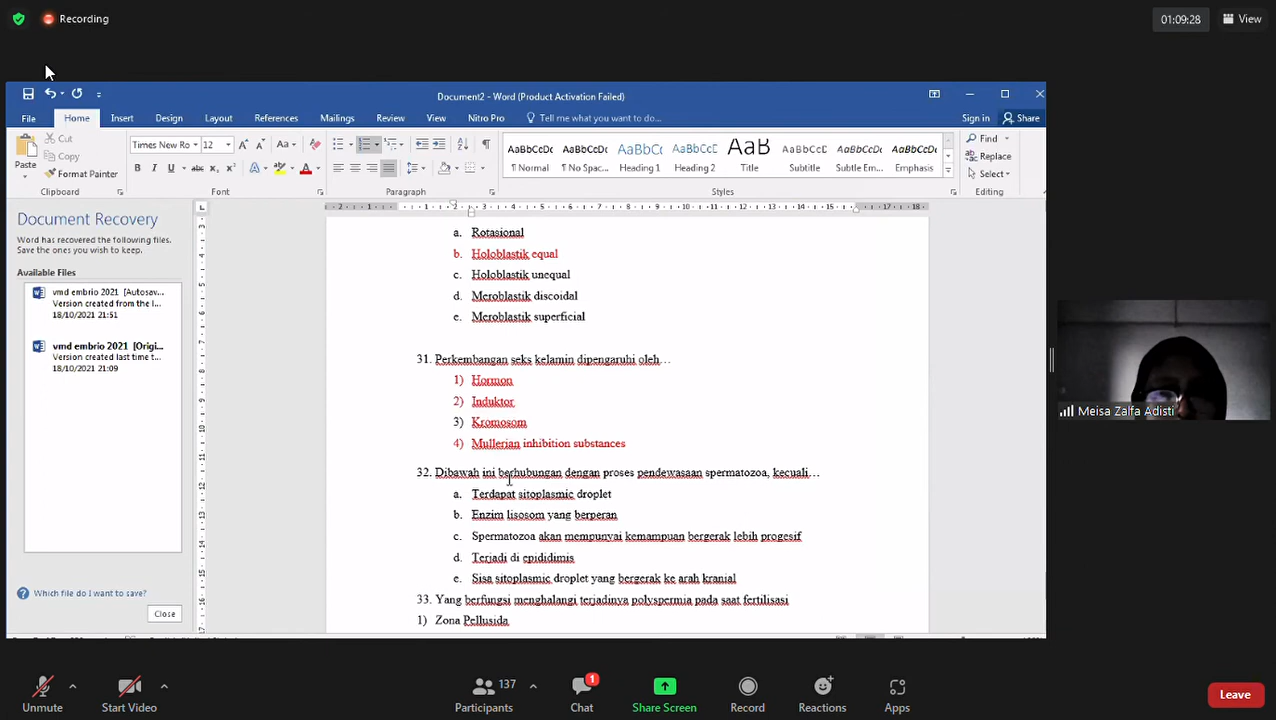 Recording
01:09:28
View
Document2 - Word (Product Activation Failed)
File Home Insert Design Layout References Mailings Review View Nitro Pro Tell me what you want to do... Sign in Share
Paste
Cut
Copy
Format Painter
Clipboard
Times New Ro 12
Font
Paragraph
AaBbCcDc AaBbCcDc AaBbCcD AaBbCcD AaB AaBbCcD AaBbCcDc AaBbCcDc
¶ Normal ¶ No Spac... Heading 1 Heading 2 Title Subtitle Subtle Em... Emphasis
Styles
Find
Replace
Select
Editing
Document Recovery
Word has recovered the following files.
Save the ones you wish to keep.
Available Files
vmd embrio 2021 [Autosav...
Version created from the l...
18/10/2021 21:51
vmd embrio 2021 [Origi...
Version created last time t...
18/10/2021 21:09
Which file do I want to save?
Close
a. Rotasional
b. Holoblastik equal
c. Holoblastik unequal
d. Meroblastik discoidal
e. Meroblastik superficial
31. Perkembangan seks kelamin dipengaruhi oleh...
1) Hormon
2) Induktor
3) Kromosom
4) Mullerian inhibition substances
32. Dibawah ini berhubungan dengan proses pendewasaan spermatozoa, kecuali...
a. Terdapat sitoplasmic droplet
b. Enzim lisosom yang berperan
c. Spermatozoa akan mempunyai kemampuan bergerak lebih progesif
d. Terjadi di epididimis
e. Sisa sitoplasmic droplet yang bergerak ke arah kranial
33. Yang berfungsi menghalangi terjadinya polyspermia pada saat fertilisasi
1) Zona Pellusida
Meisa Zalfa Adisti
Unmute
Start Video
137
Participants
1
Chat
Share Screen
Record
Reactions
Apps
Leave